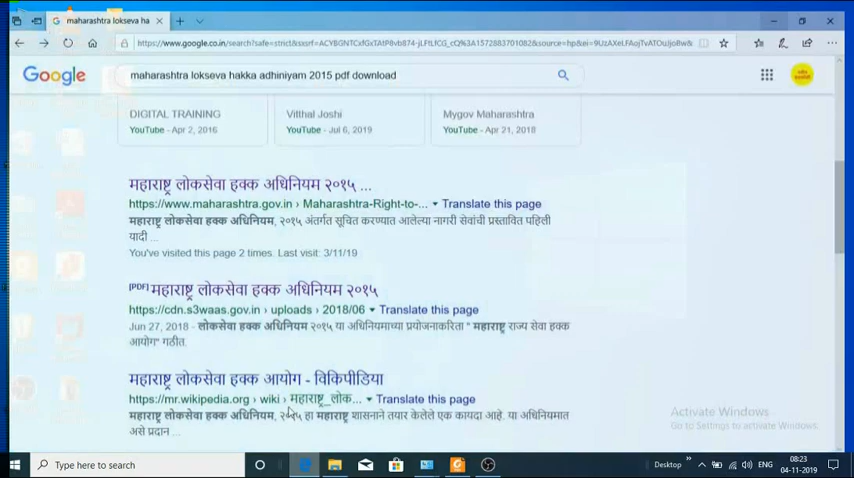 maharashtra lokseva ha
Google
maharashtra lokseva hakka adhiniyam 2015 pdf download
DIGITAL TRAINING
YouTube - Apr 2, 2016
Vitthal Joshi
YouTube - Jul 6, 2019
Mygov Maharashtra
YouTube - Apr 21, 2018
महाराष्ट्र लोकसेवा हक्क अधिनियम २०१५ ...
https://www.maharashtra.gov.in › Maharashtra-Right-to-... ▾ Translate this page
महाराष्ट्र लोकसेवा हक्क अधिनियम, २०१५ अंतर्गत सूचित करण्यात आलेल्या नागरी सेवांची प्रस्तावित पहिली
यादी ...
You've visited this page 2 times. Last visit: 3/11/19
[PDF] महाराष्ट्र लोकसेवा हक्क अधिनियम २०१५
https://cdn.s3waas.gov.in › uploads › 2018/06 ▾ Translate this page
Jun 27, 2018 - लोकसेवा हक्क अधिनियम २०१५ या अधिनियमाच्या प्रयोजनाकरिता " महाराष्ट्र राज्य सेवा हक्क
आयोग" गठीत.
महाराष्ट्र लोकसेवा हक्क आयोग - विकिपीडिया
https://mr.wikipedia.org › wiki › महाराष्ट्र_लोक... ▾ Translate this page
महाराष्ट्र लोकसेवा हक्क अधिनियम, २०१५ हा महाराष्ट्र शासनाने तयार केलेले एक कायदा आहे. या अधिनियमात
असे प्रदान ...
Activate Windows
Go to Settings to activate Windows.
Type here to search
Desktop
ENG
08:23
04-11-2019